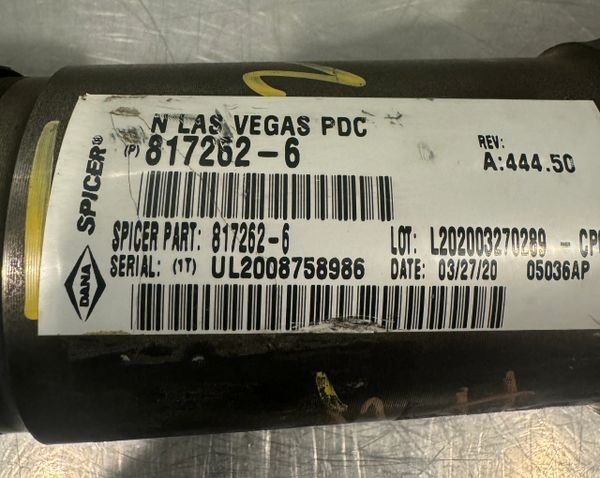 N LAS VEGAS PDC
(P) 817262-6
REV:
A:444.50
SPICER®
DANA
SPICER PART: 817262-6
LOT: L202003270269
SERIAL: (1T) UL2008758986
DATE: 03/27/20 05036AP